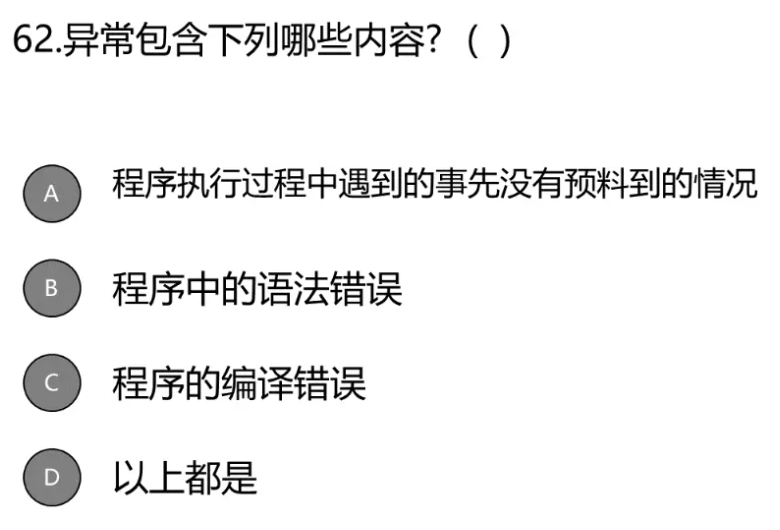 62.异常包含下列哪些内容?（ ）
A 程序执行过程中遇到的事先没有预料到的情况
B 程序中的语法错误
C 程序的编译错误
D 以上都是